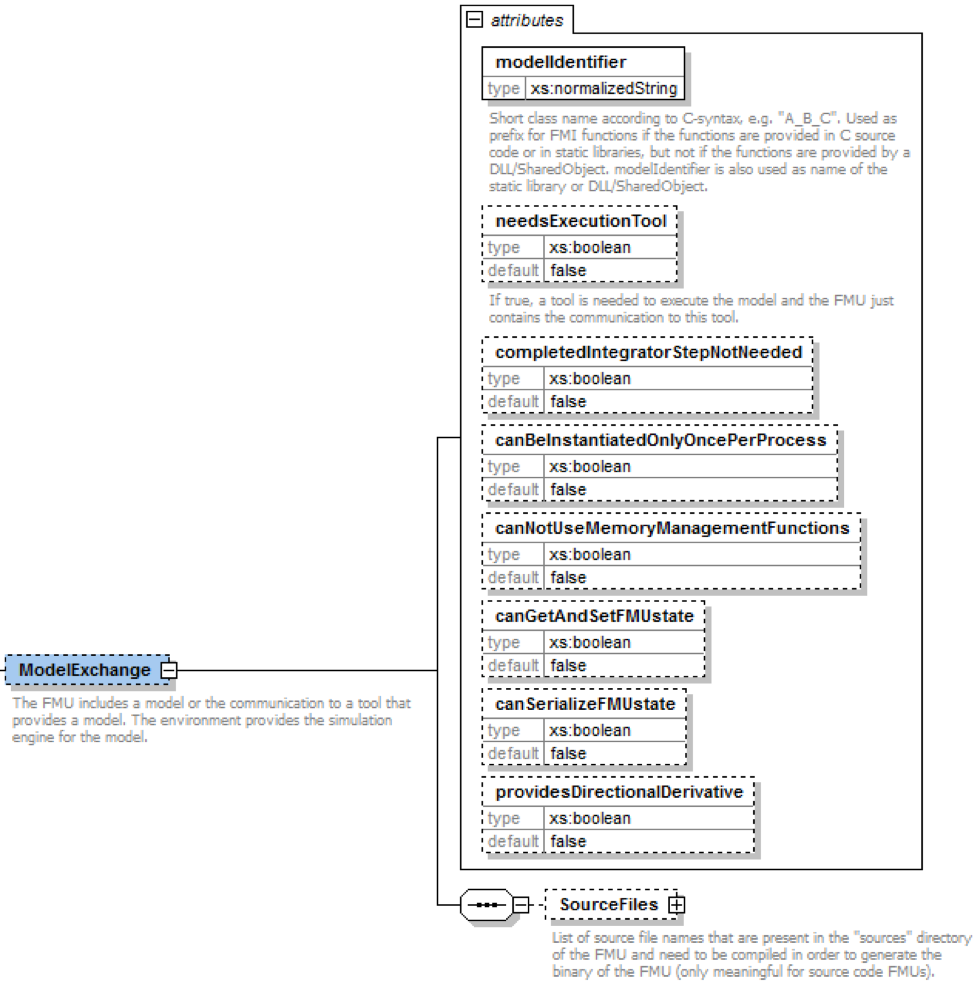 attributes
modelIdentifier
type xs:normalizedString
Short class name according to C-syntax, e.g. "A_B_C". Used as
prefix for FMI functions if the functions are provided in C source
code or in static libraries, but not if the functions are provided by a
DLL/SharedObject. modelIdentifier is also used as name of the
static library or DLL/SharedObject.
needsExecutionTool
type xs:boolean
default false
If true, a tool is needed to execute the model and the FMU just
contains the communication to this tool.
completedIntegratorStepNotNeeded
type xs:boolean
default false
canBeInstantiatedOnlyOncePerProcess
type xs:boolean
default false
canNotUseMemoryManagementFunctions
type xs:boolean
default false
canGetAndSetFMUstate
type xs:boolean
default false
canSerializeFMUstate
type xs:boolean
default false
providesDirectionalDerivative
type xs:boolean
default false
ModelExchange
The FMU includes a model or the communication to a tool that
provides a model. The environment provides the simulation
engine for the model.
SourceFiles
List of source file names that are present in the "sources" directory
of the FMU and need to be compiled in order to generate the
binary of the FMU (only meaningful for source code FMUs).